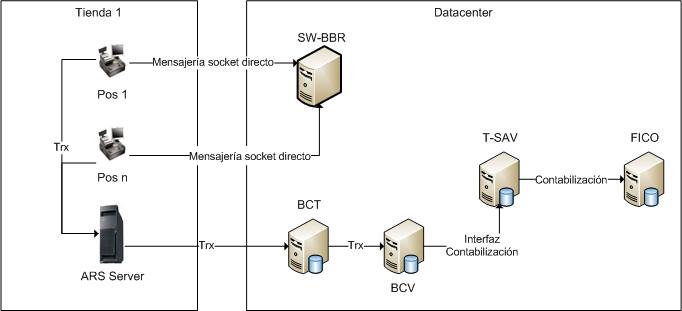 Tienda 1
Datacenter
SW-BBR
Mensajería socket directo
Pos 1
Trx
Mensajería socket directo
Pos n
T-SAV
FICO
Contabilización
BCT
Interfaz
Contabilización
Trx
Trx
ARS Server
BCV